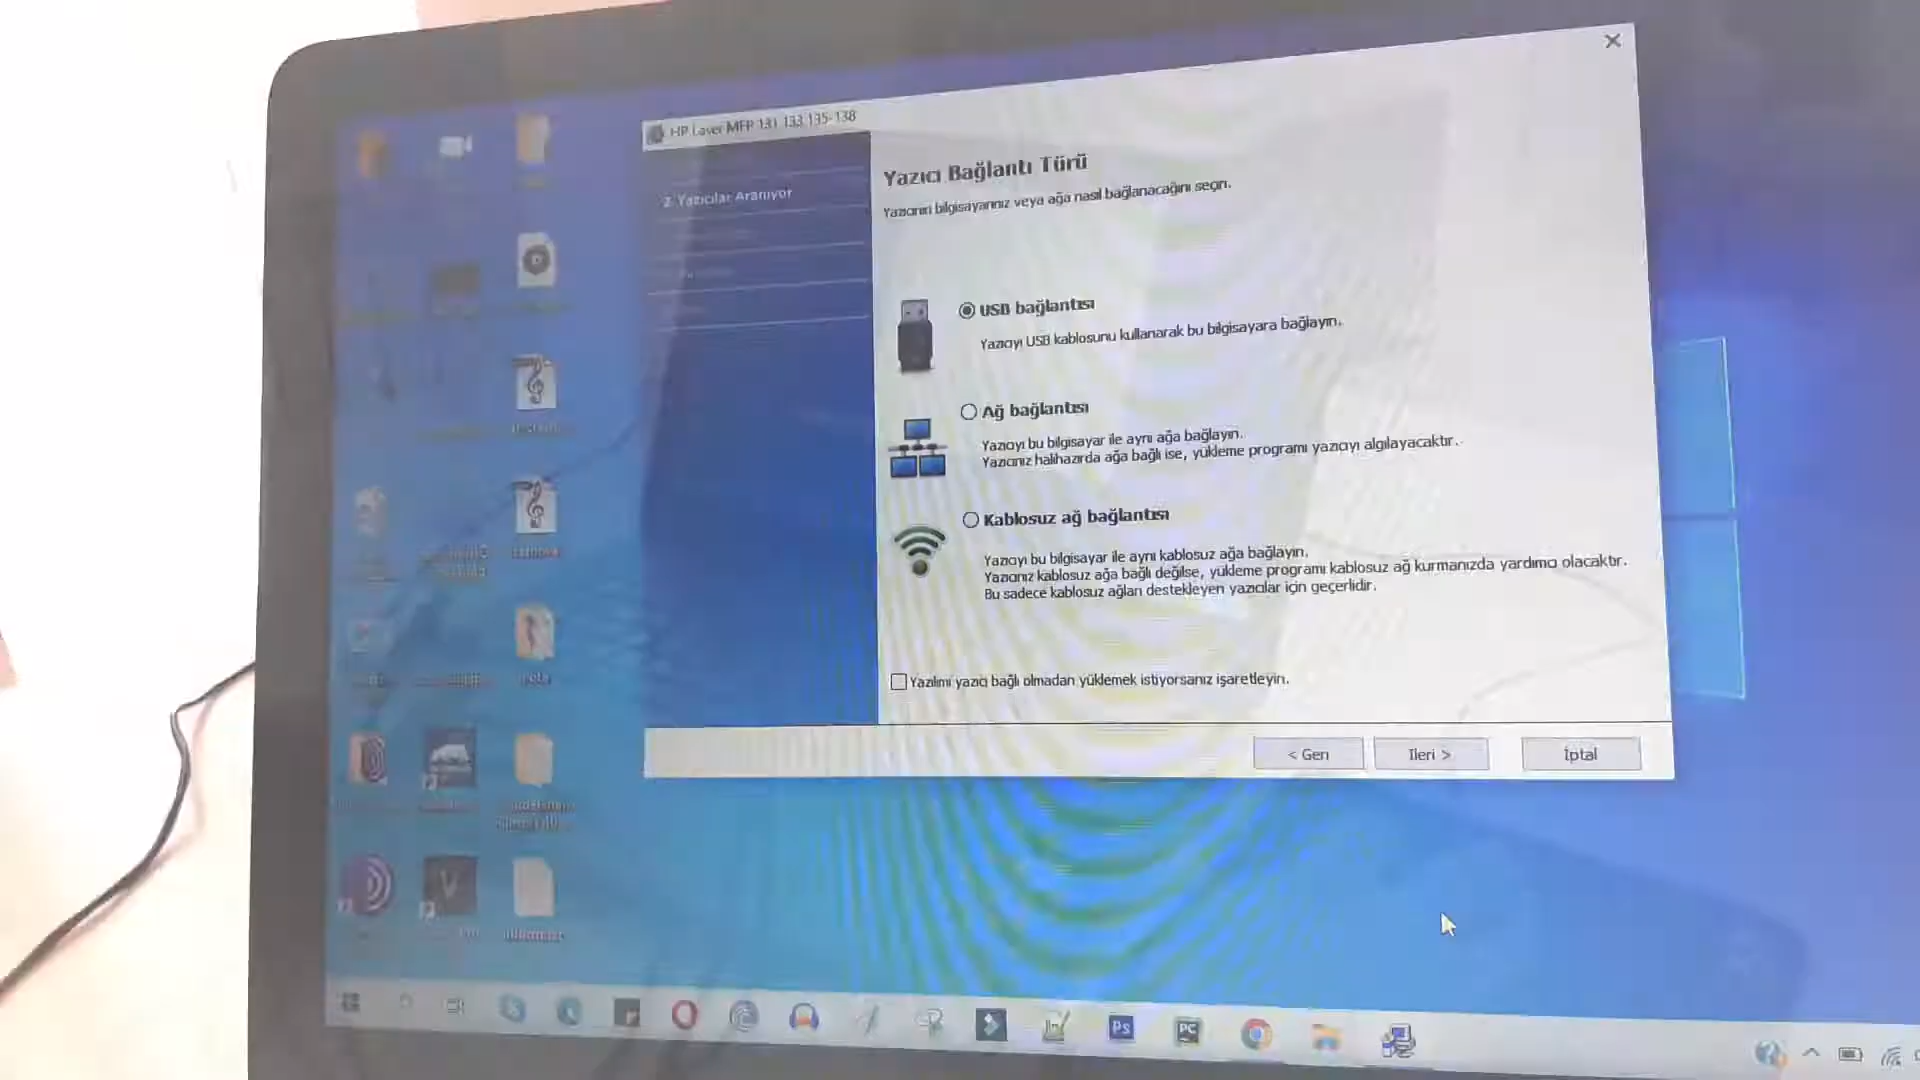 HP Laser MFP 131 133 135-138
2. Yazıcılar Aranıyor
Yazıcı Bağlantı Türü
Yazıcının bilgisayarınız veya ağa nasıl bağlanacağını seçin.
USB bağlantısı
Yazıcıyı USB kablosunu kullanarak bu bilgisayara bağlayın.
Ağ bağlantısı
Yazıcıyı bu bilgisayar ile aynı ağa bağlayın.
Yazıcınız halihazırda ağa bağlı ise, yükleme programı yazıcıyı algılayacaktır.
Kablosuz ağ bağlantısı
Yazıcıyı bu bilgisayar ile aynı kablosuz ağa bağlayın.
Yazıcınız kablosuz ağa bağlı değilse, yükleme programı kablosuz ağ kurmanızda yardımcı olacaktır.
Bu sadece kablosuz ağları destekleyen yazıcılar için geçerlidir.
Yazılımı yazıcı bağlı olmadan yüklemek istiyorsanız işaretleyin.
< Geri
İleri >
İptal
Ps
PC